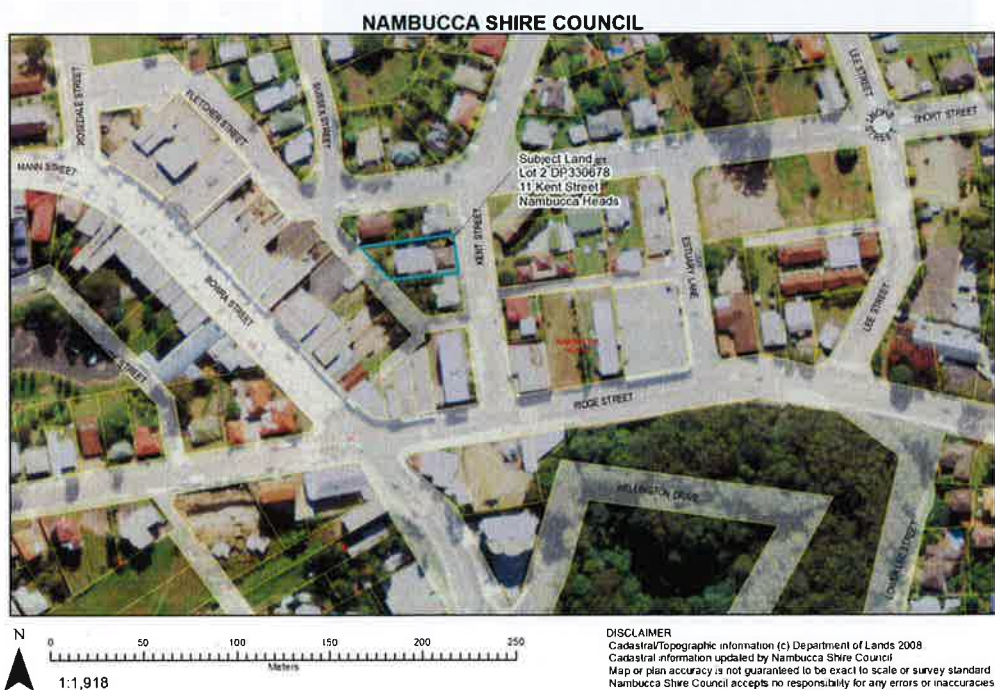 NAMBUCCA SHIRE COUNCIL
ROSEDALE STREET
FLETCHER STREET
SUSSEX STREET
LEE STREET
SHORT STREET
MANN STREET
Subject Land
Lot 2 DP330678
11 Kent Street
Nambucca Heads
KENT STREET
ESTUARY LANE
BOWRA STREET
LEE STREET
STREET
RIDGE STREET
WELLINGTON DRIVE
STREET
N
0 50 100 150 200 250
Meters
1:1,918
DISCLAIMER
Cadastral/Topographic information (c) Department of Lands 2008
Cadastral information updated by Nambucca Shire Council
Map or plan accuracy is not guaranteed to be exact to scale or survey standard
Nambucca Shire Council accepts no responsibility for any errors or inaccuracies